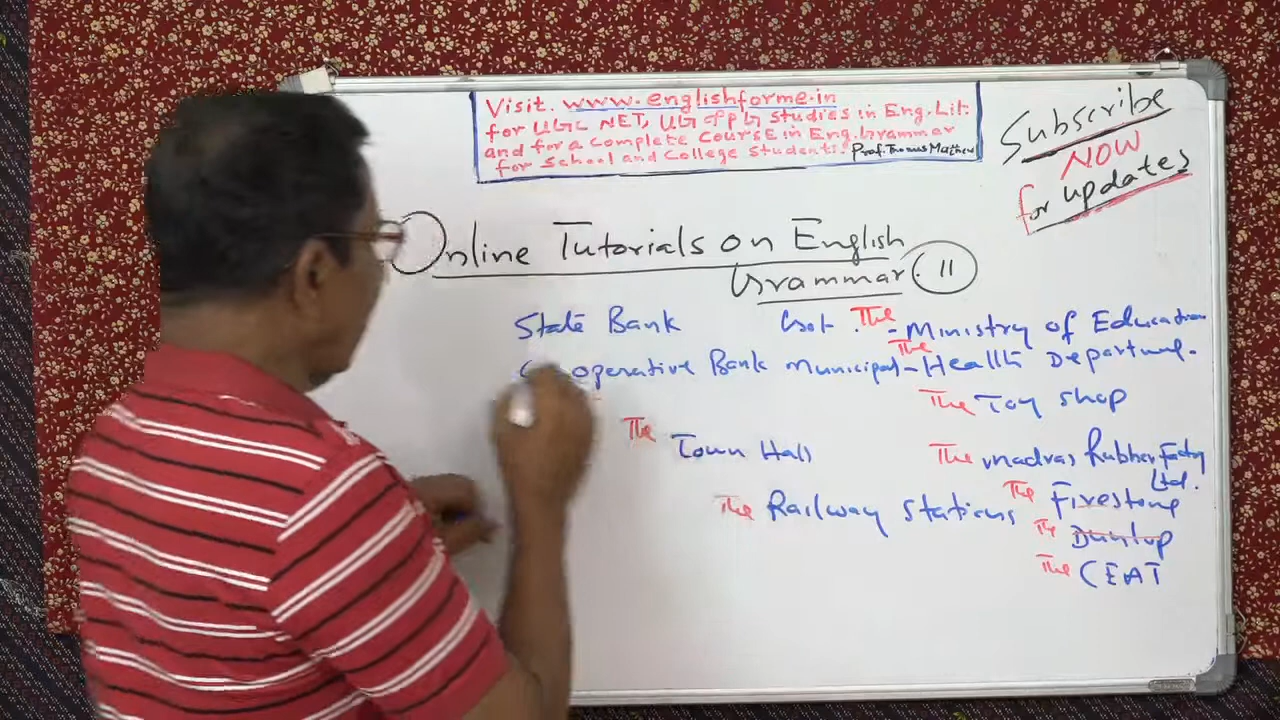 Visit. www.englishforme.in
for UGC NET, UG & PG studies in Eng. Lit.
and for a complete course in Eng. Grammar
for School and College Students. Prof. Thomas Mathew
Subscribe
NOW
for updates
Online Tutorials on English
Grammar. 11
State Bank
Govt. The - Ministry of Education
operative Bank
Municipal - The Health Department.
The Toy shop
The Town Hall
The Madras Rubber Factory
Ltd.
The Railway Stations
The Firestone
The Dunlop
The CEAT